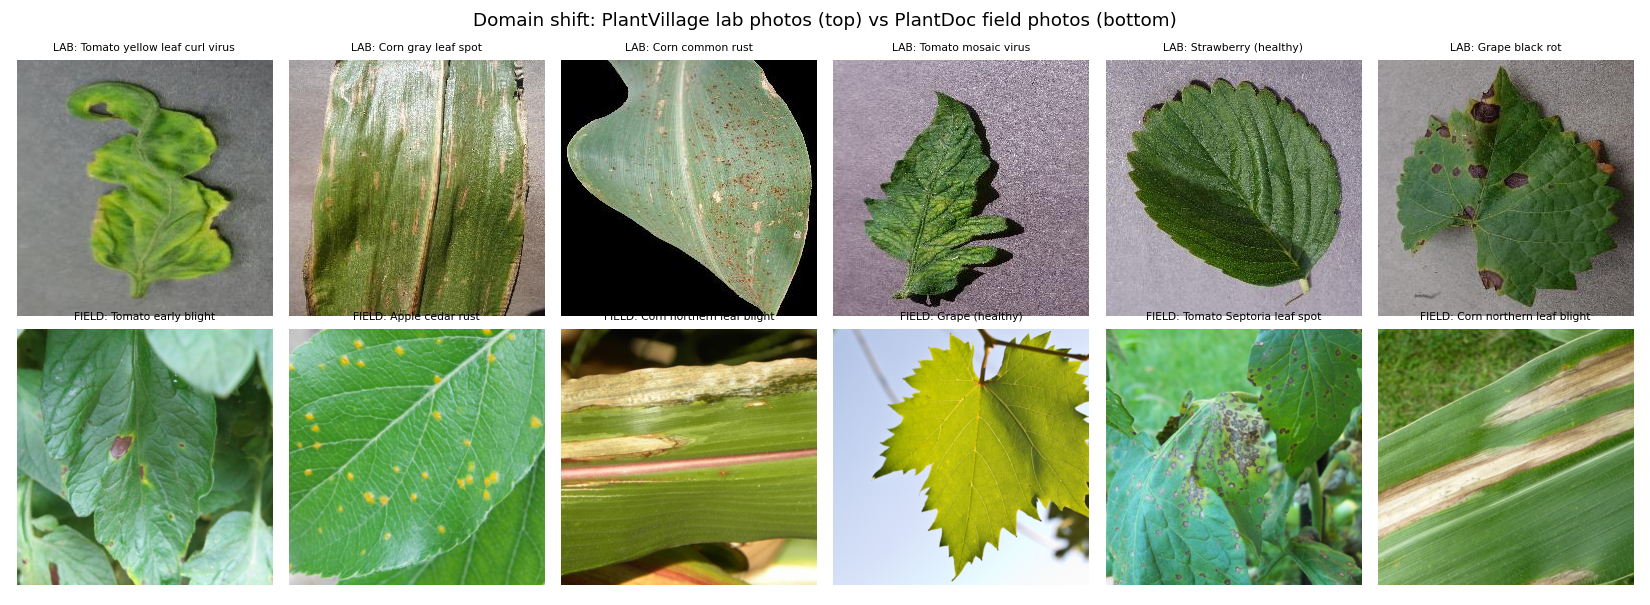 Domain shift: PlantVillage lab photos (top) vs PlantDoc field photos (bottom)
LAB: Tomato yellow leaf curl virus
LAB: Corn gray leaf spot
LAB: Corn common rust
LAB: Tomato mosaic virus
LAB: Strawberry (healthy)
LAB: Grape black rot
FIELD: Tomato early blight
FIELD: Apple cedar rust
FIELD: Corn northern leaf blight
FIELD: Grape (healthy)
FIELD: Tomato Septoria leaf spot
FIELD: Corn northern leaf blight